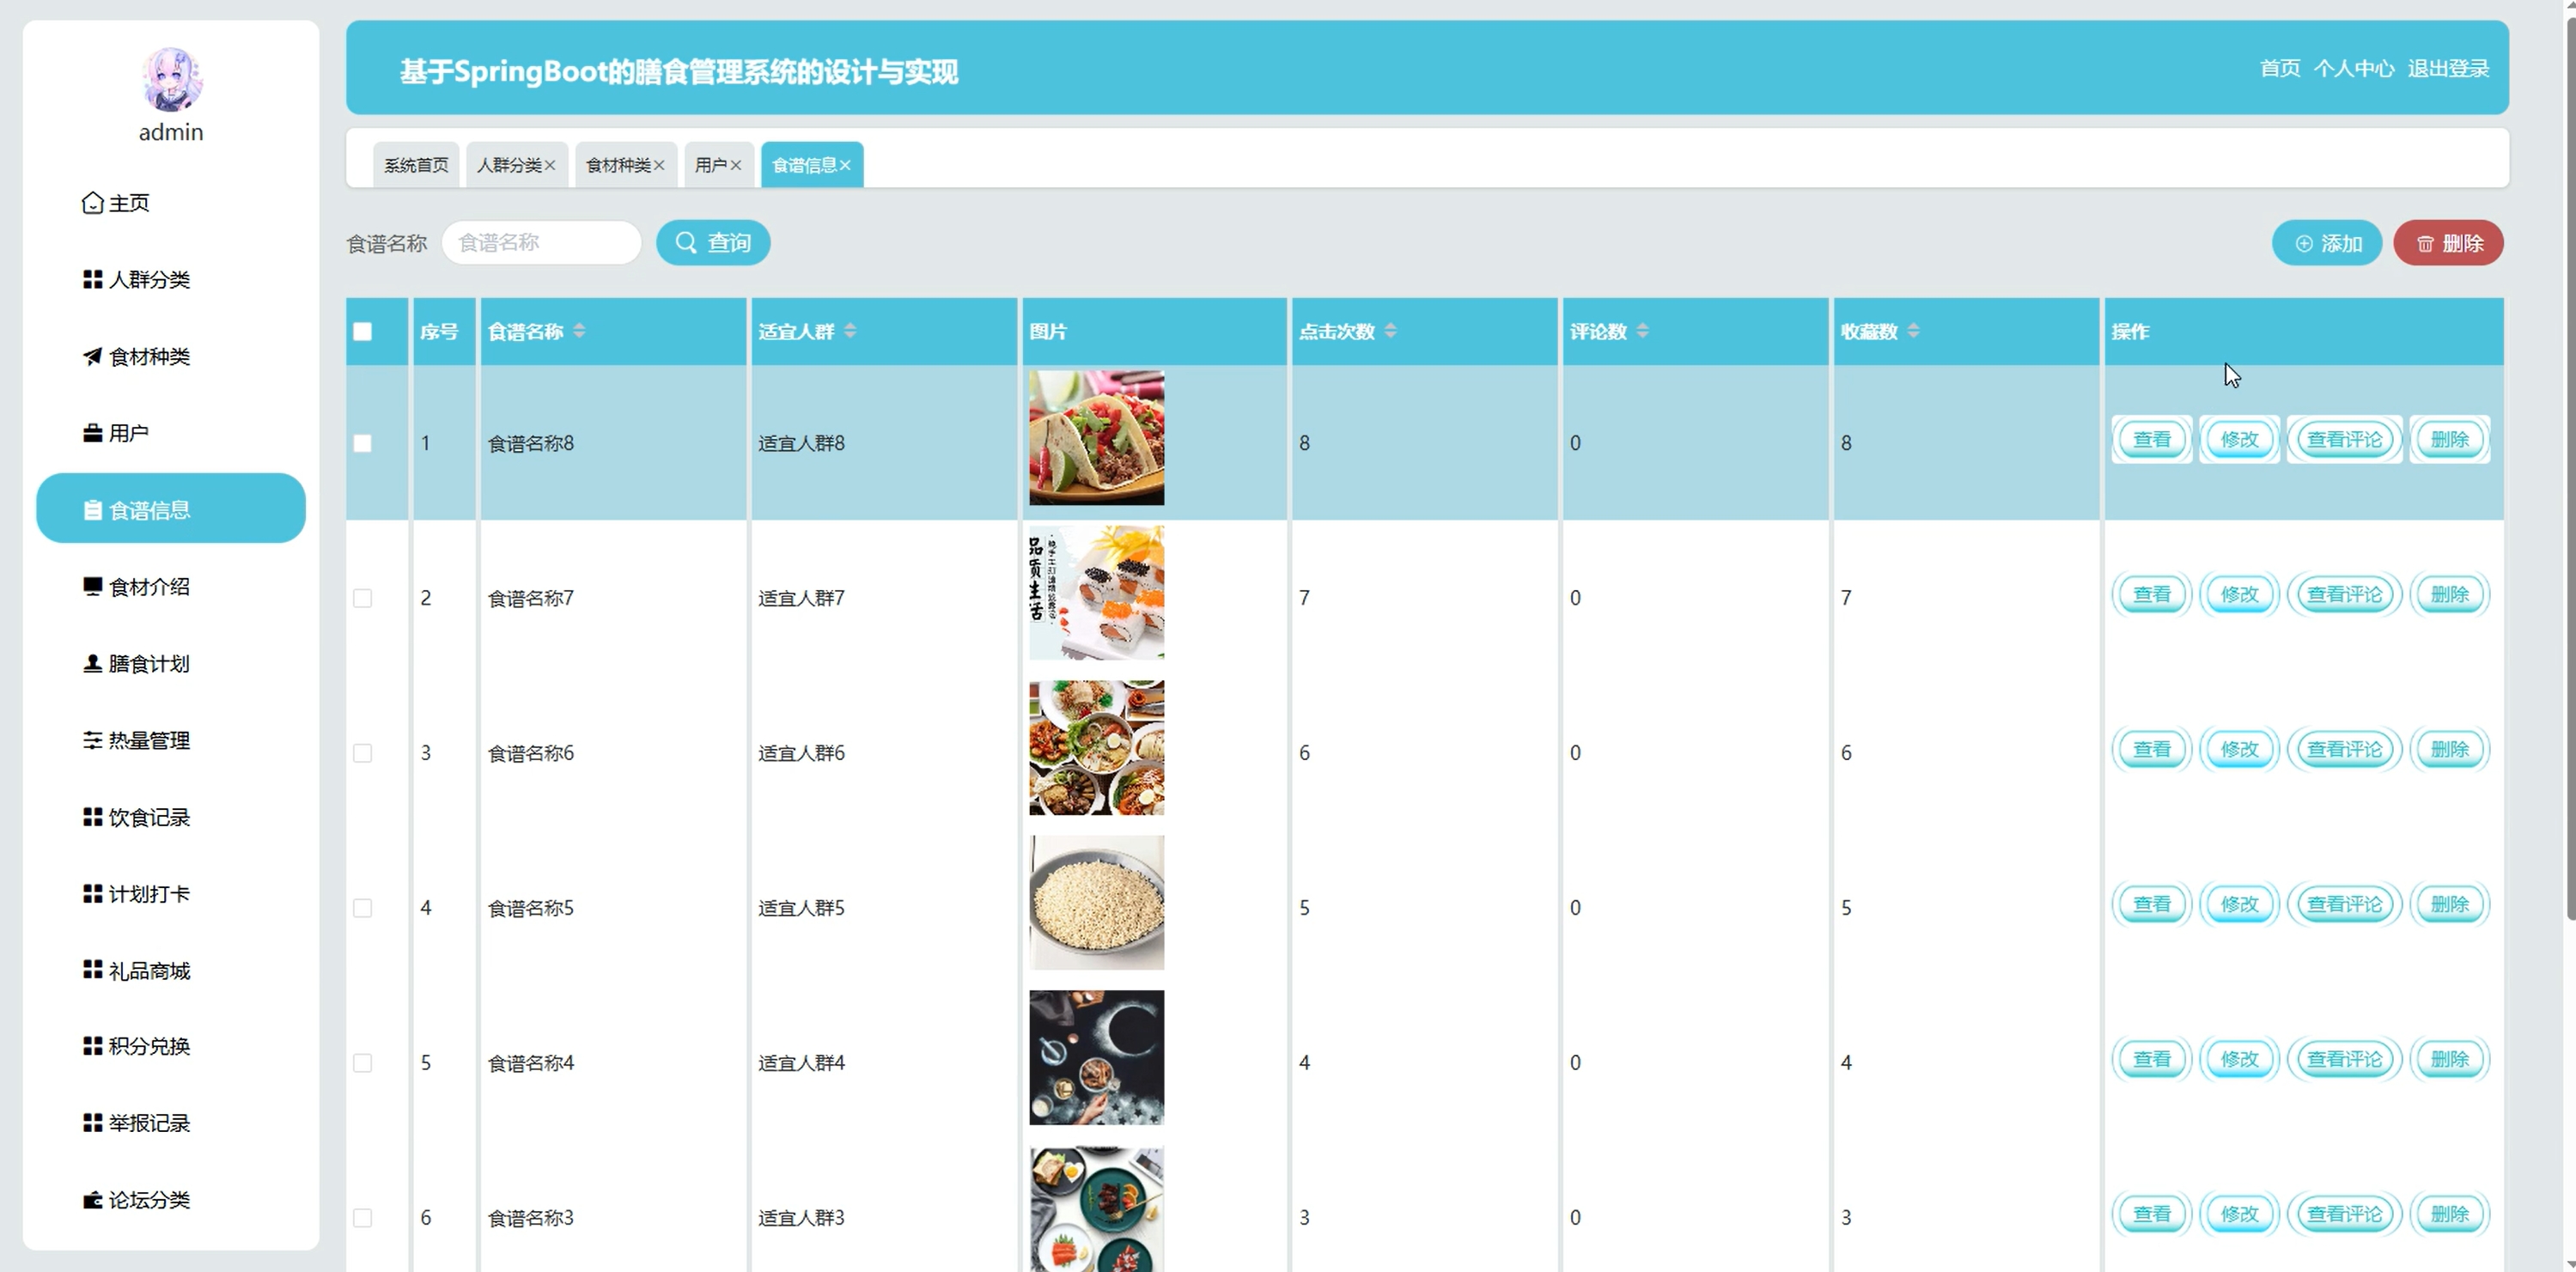 admin
主页
人群分类
食材种类
用户
食谱信息
食材介绍
膳食计划
热量管理
饮食记录
计划打卡
礼品商城
积分兑换
举报记录
论坛分类
基于SpringBoot的膳食管理系统的设计与实现
首页 个人中心 退出登录
系统首页 人群分类 食材种类 用户 食谱信息
食谱名称 食谱名称 查询 添加 删除
序号 食谱名称 适宜人群 图片 点击次数 评论数 收藏数 操作
1 食谱名称8 适宜人群8 8 0 8 查看 修改 查看评论 删除
品质生活
2 食谱名称7 适宜人群7 7 0 7 查看 修改 查看评论 删除
3 食谱名称6 适宜人群6 6 0 6 查看 修改 查看评论 删除
4 食谱名称5 适宜人群5 5 0 5 查看 修改 查看评论 删除
5 食谱名称4 适宜人群4 4 0 4 查看 修改 查看评论 删除
6 食谱名称3 适宜人群3 3 0 3 查看 修改 查看评论 删除